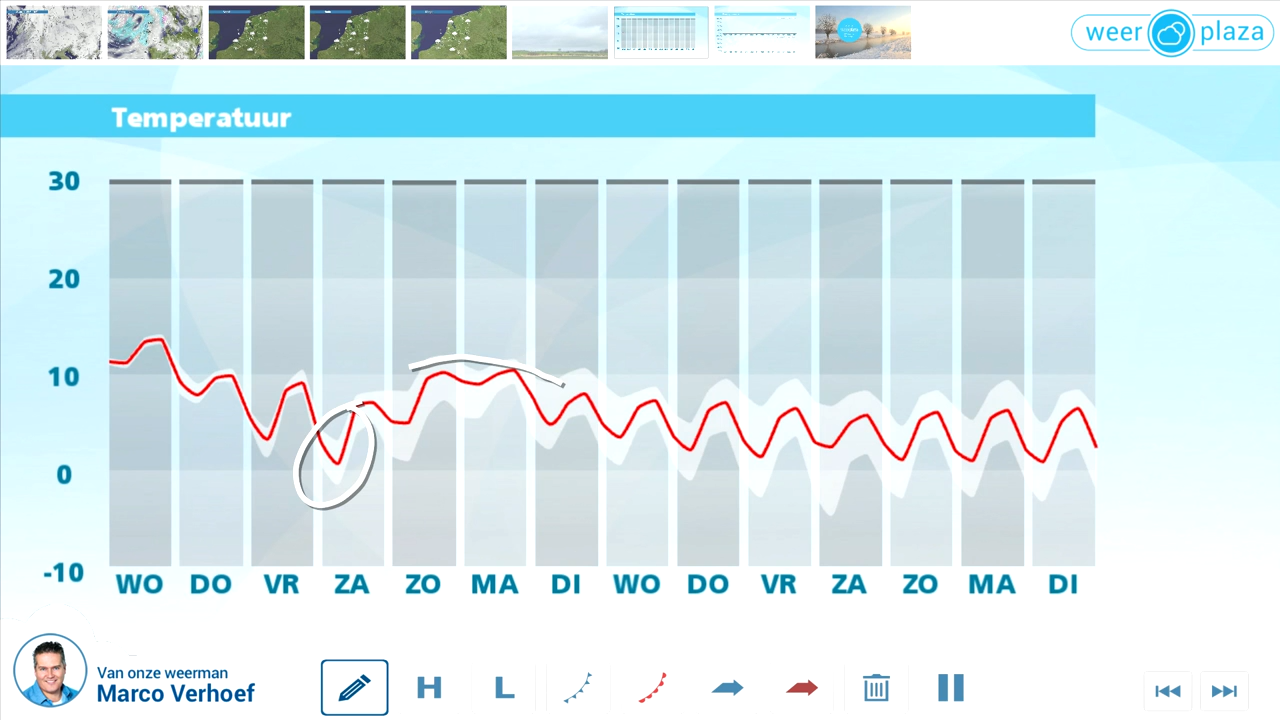 weer plaza
Temperatuur
30
20
10
0
-10
WO DO VR ZA ZO MA DI WO DO VR ZA ZO MA DI
Van onze weerman
Marco Verhoef
H L